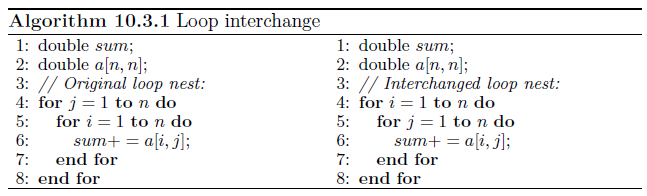 Algorithm 10.3.1 Loop interchange
1: double sum;
2: double a[n, n];
3: // Original loop nest:
4: for j = 1 to n do
5: for i = 1 to n do
6: sum+ = a[i, j];
7: end for
8: end for
1: double sum;
2: double a[n, n];
3: // Interchanged loop nest:
4: for i = 1 to n do
5: for j = 1 to n do
6: sum+ = a[i, j];
7: end for
8: end for